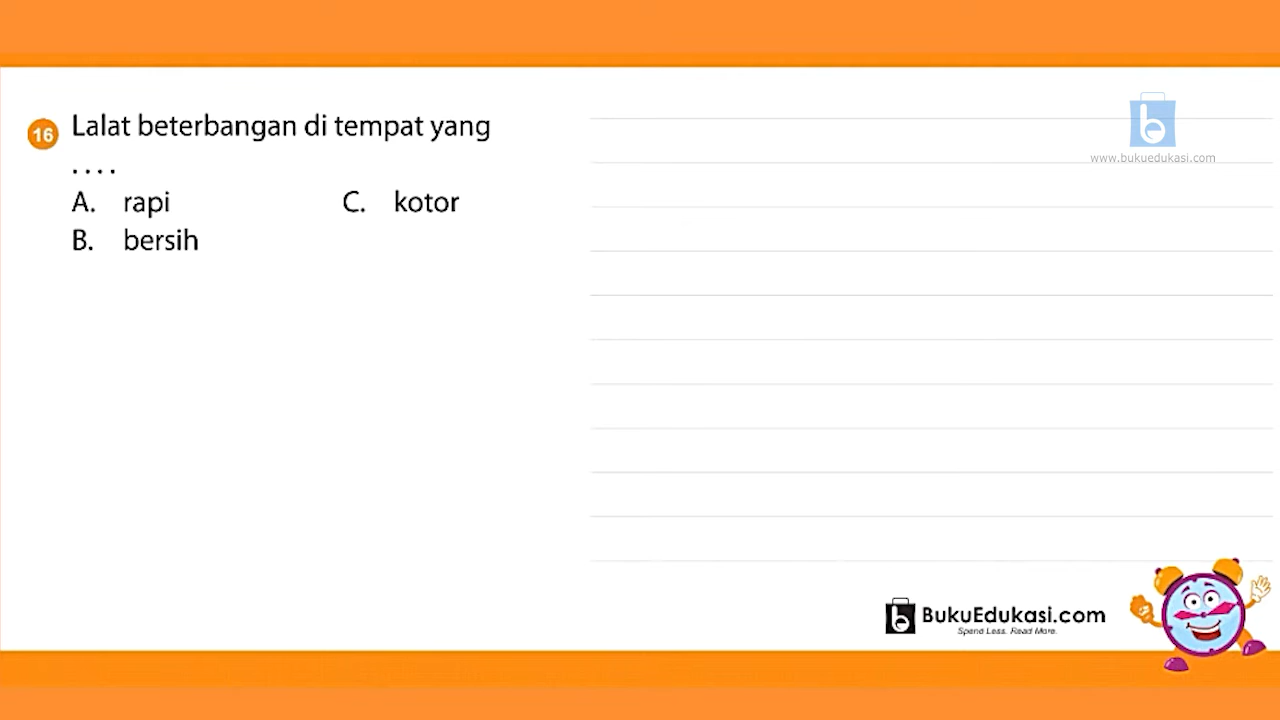 16 Lalat beterbangan di tempat yang
. . . .
A. rapi C. kotor
B. bersih
b
www.bukuedukasi.com
b BukuEdukasi.com
Spend Less. Read More.